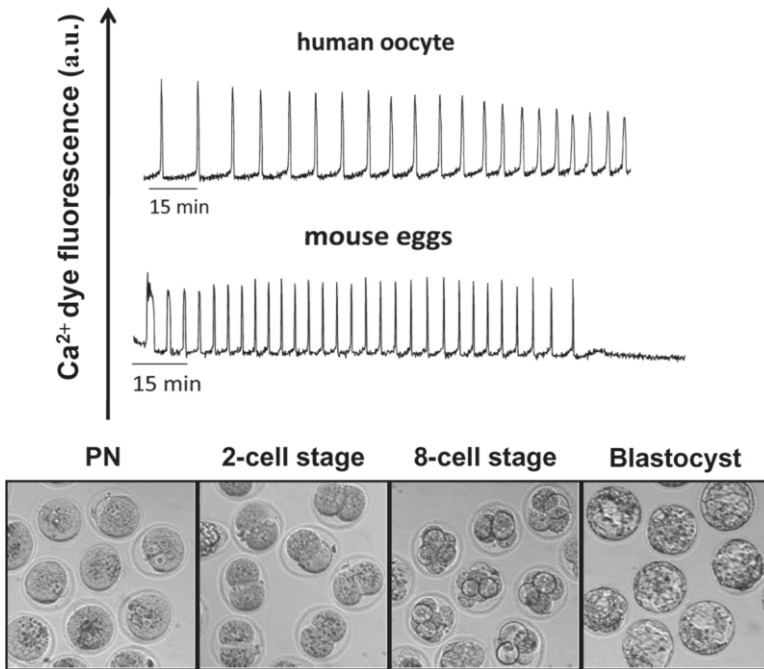 Ca²⁺ dye fluorescence (a.u.)
human oocyte
15 min
mouse eggs
15 min
PN 2-cell stage 8-cell stage Blastocyst